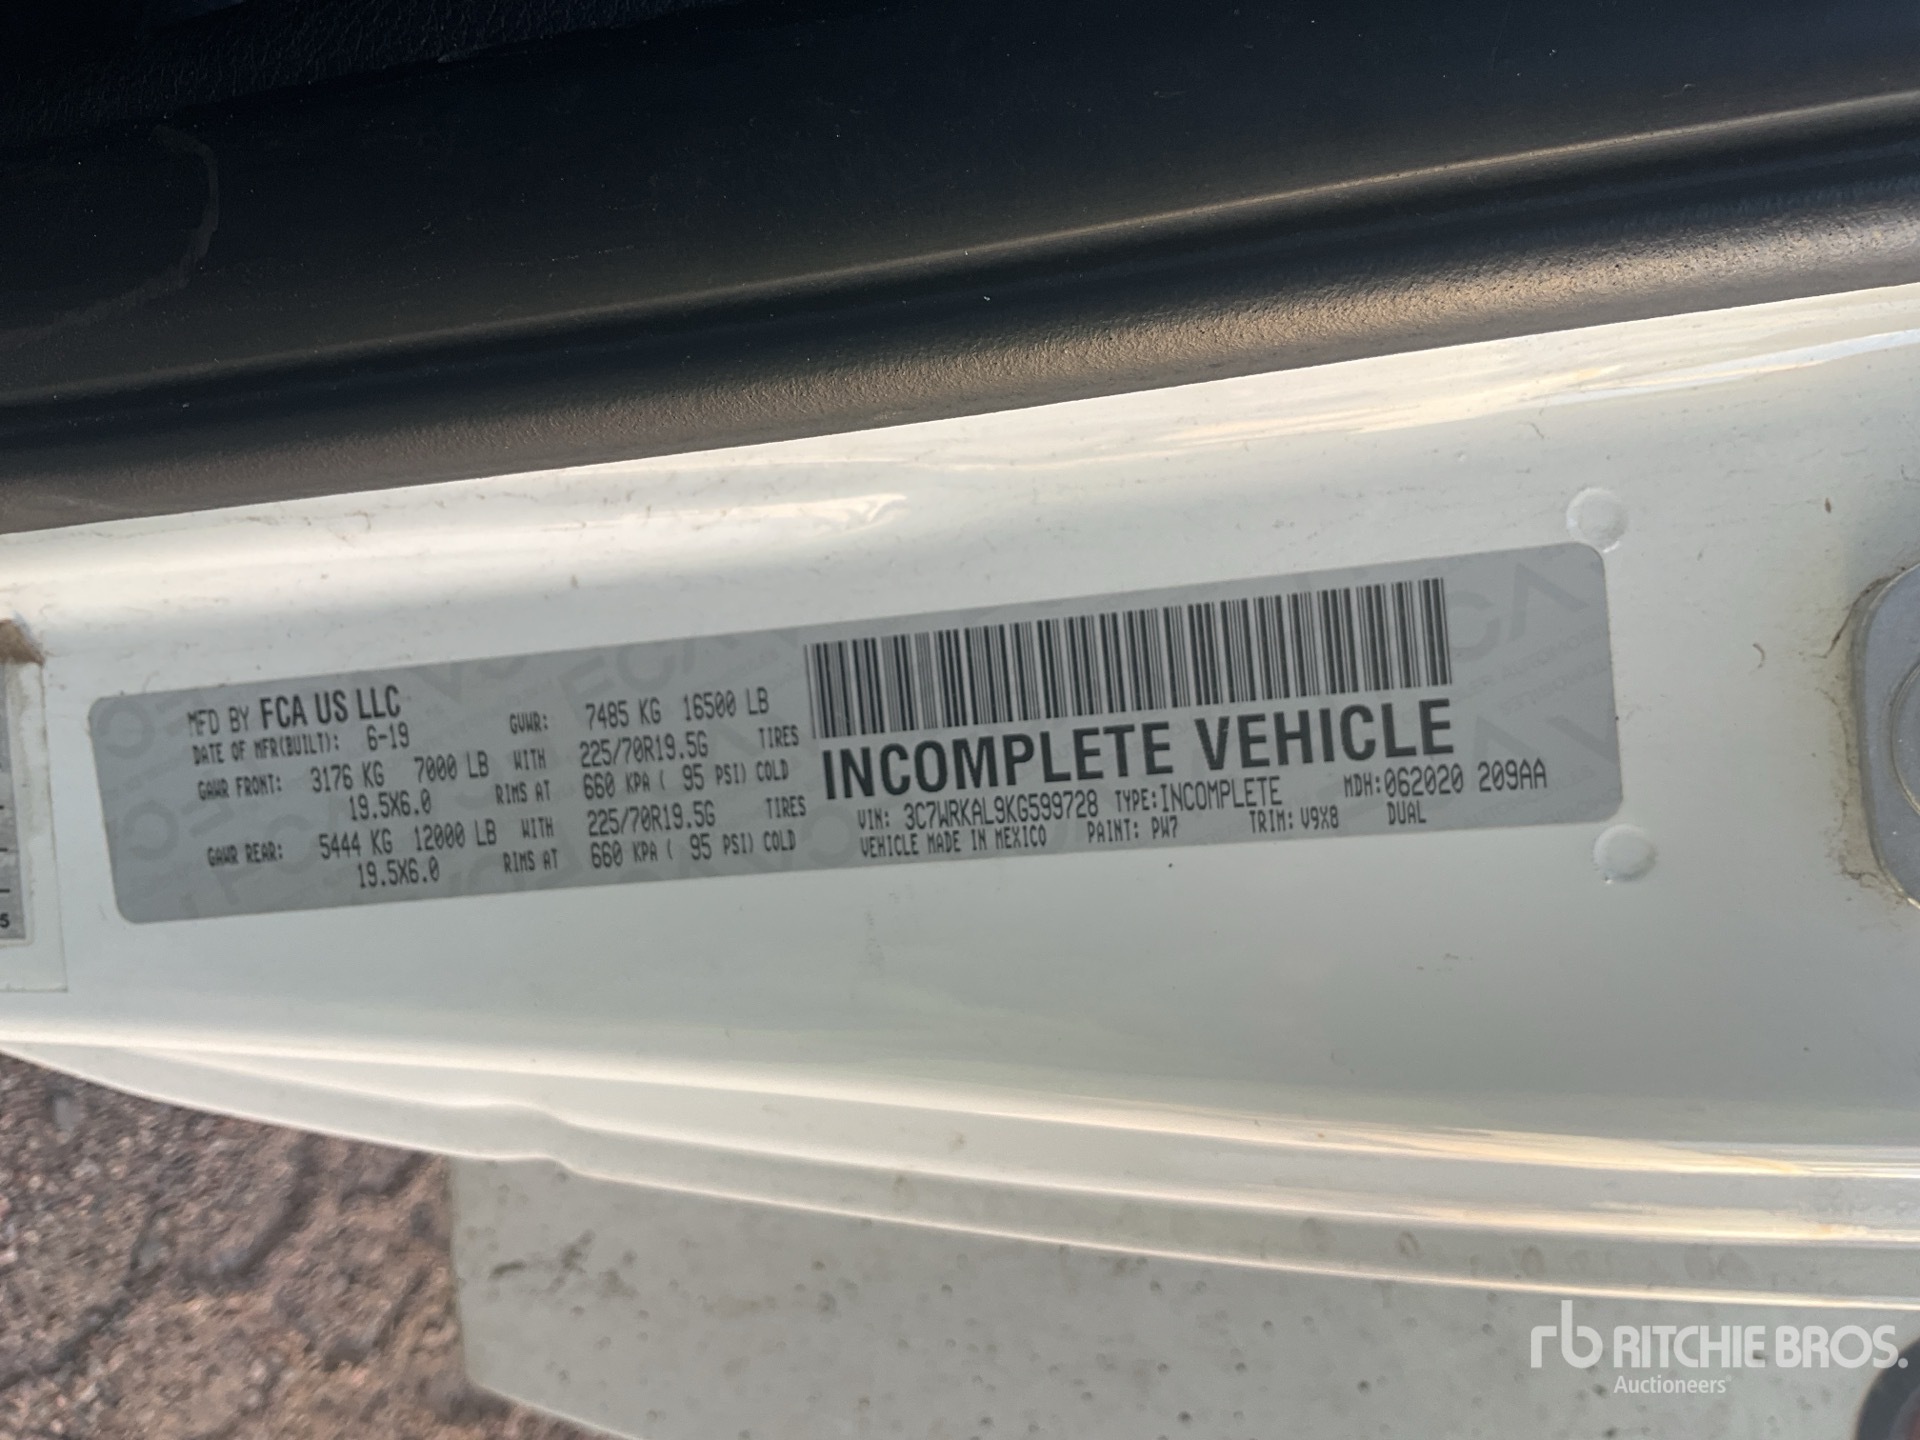 MFD BY FCA US LLC
DATE OF MFR(BUILT): 6-19 GVWR: 7485 KG 16500 LB
GAWR FRONT: 3176 KG 7000 LB WITH 225/70R19.5G TIRES
19.5X6.0 RIMS AT 660 KPA ( 95 PSI) COLD
GAWR REAR: 5444 KG 12000 LB WITH 225/70R19.5G TIRES
19.5X6.0 RIMS AT 660 KPA ( 95 PSI) COLD
INCOMPLETE VEHICLE
VIN: 3C7WRKAL9KG599728 TYPE:INCOMPLETE MDH:062020 209AA
VEHICLE MADE IN MEXICO PAINT: PW7 TRIM: V9X8 DUAL
5
rb RITCHIE BROS.
Auctioneers